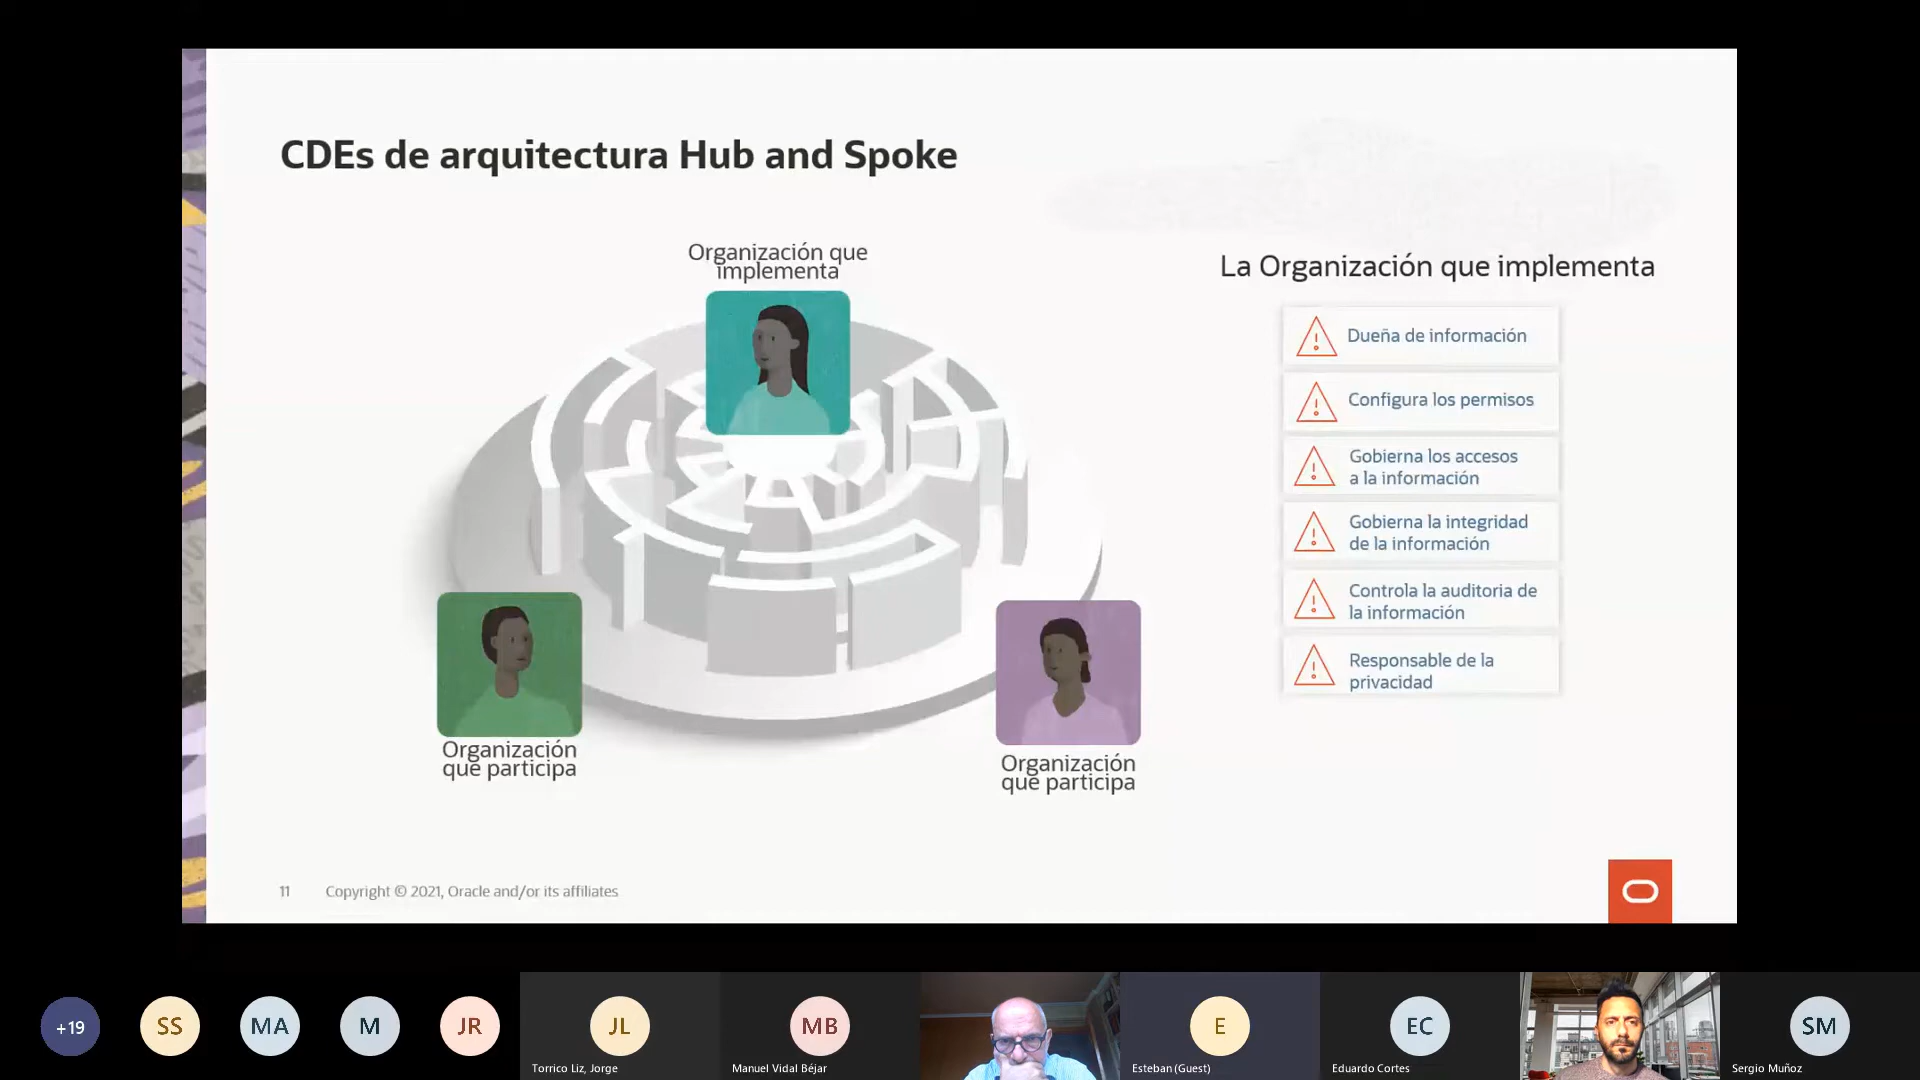 CDEs de arquitectura Hub and Spoke
Organización que
implementa
La Organización que implementa
Dueña de información
Configura los permisos
Gobierna los accesos
a la información
Gobierna la integridad
de la información
Controla la auditoria de
la información
Responsable de la
privacidad
Organización
que participa
Organización
que participa
11
Copyright © 2021, Oracle and/or its affiliates
+19
SS
MA
M
JR
JL
Torrico Liz, Jorge
MB
Manuel Vidal Béjar
E
Esteban (Guest)
EC
Eduardo Cortes
SM
Sergio Muñoz